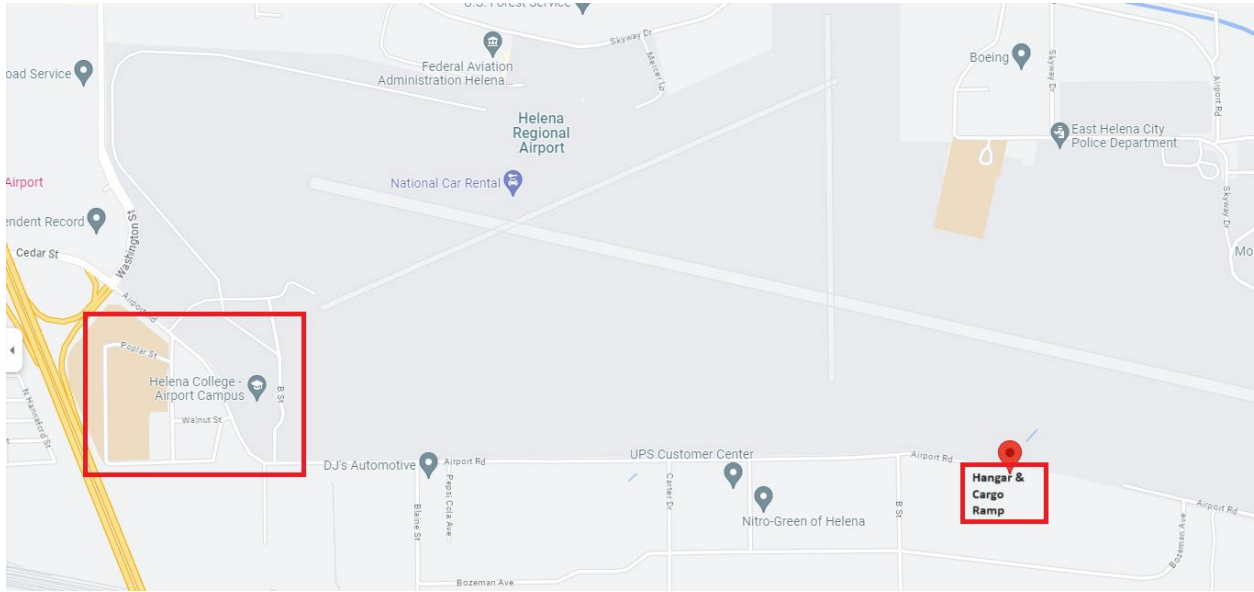 U.S. Forest Service
Skyway Dr
Mercer Lo
Federal Aviation
Administration Helena...
oad Service
Boeing
Skyway Dr
Airport Rd
Helena
Regional
Airport
East Helena City
Police Department
National Car Rental
Airport
endent Record
Washington St
Skyway Dr
Cedar St
Mo
Airport Rd
Poplar St
Helena College -
Airport Campus
B St
N Hannaford St
Walnut St
t
DJ's Automotive
Airport Rd
UPS Customer Center
Airport Rd
Hangar &
Cargo
Ramp
Blaine St
Pepsi Cola Ave
Carter Dr
Nitro-Green of Helena
B St
Airport Rd
Bozeman Ave
Bozeman Ave